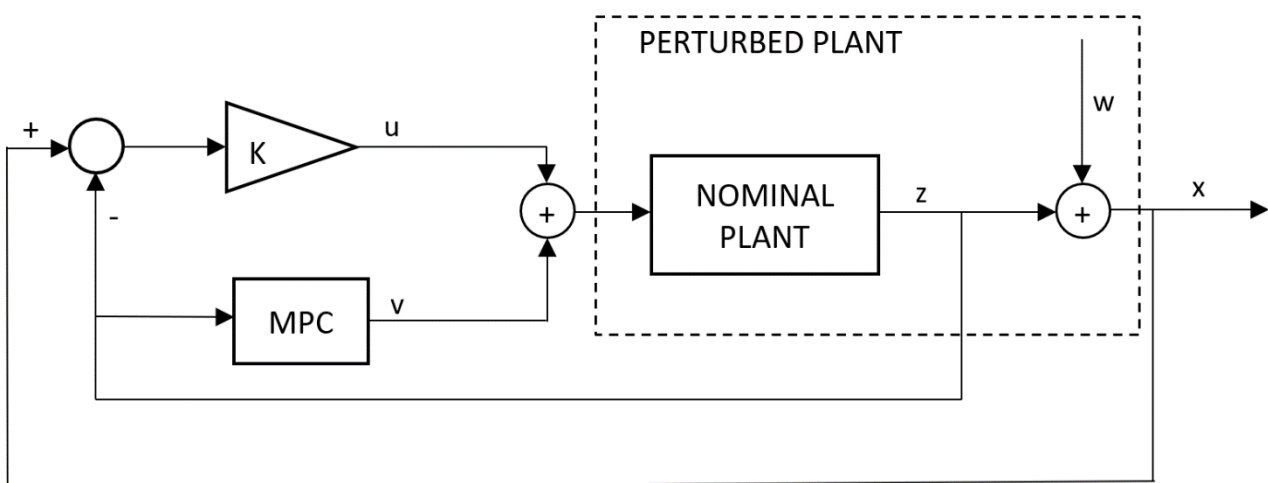 PERTURBED PLANT
w
+
K
u
-
+
NOMINAL
PLANT
z
+
x
MPC
v